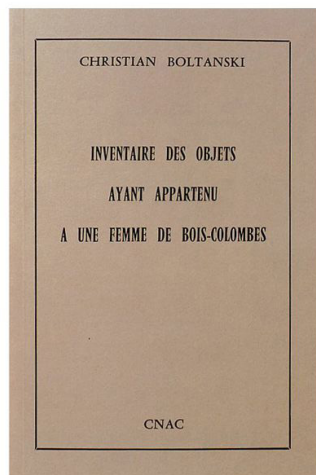 CHRISTIAN BOLTANSKI
INVENTAIRE DES OBJETS
AYANT APPARTENU
A UNE FEMME DE BOIS-COLOMBES
CNAC